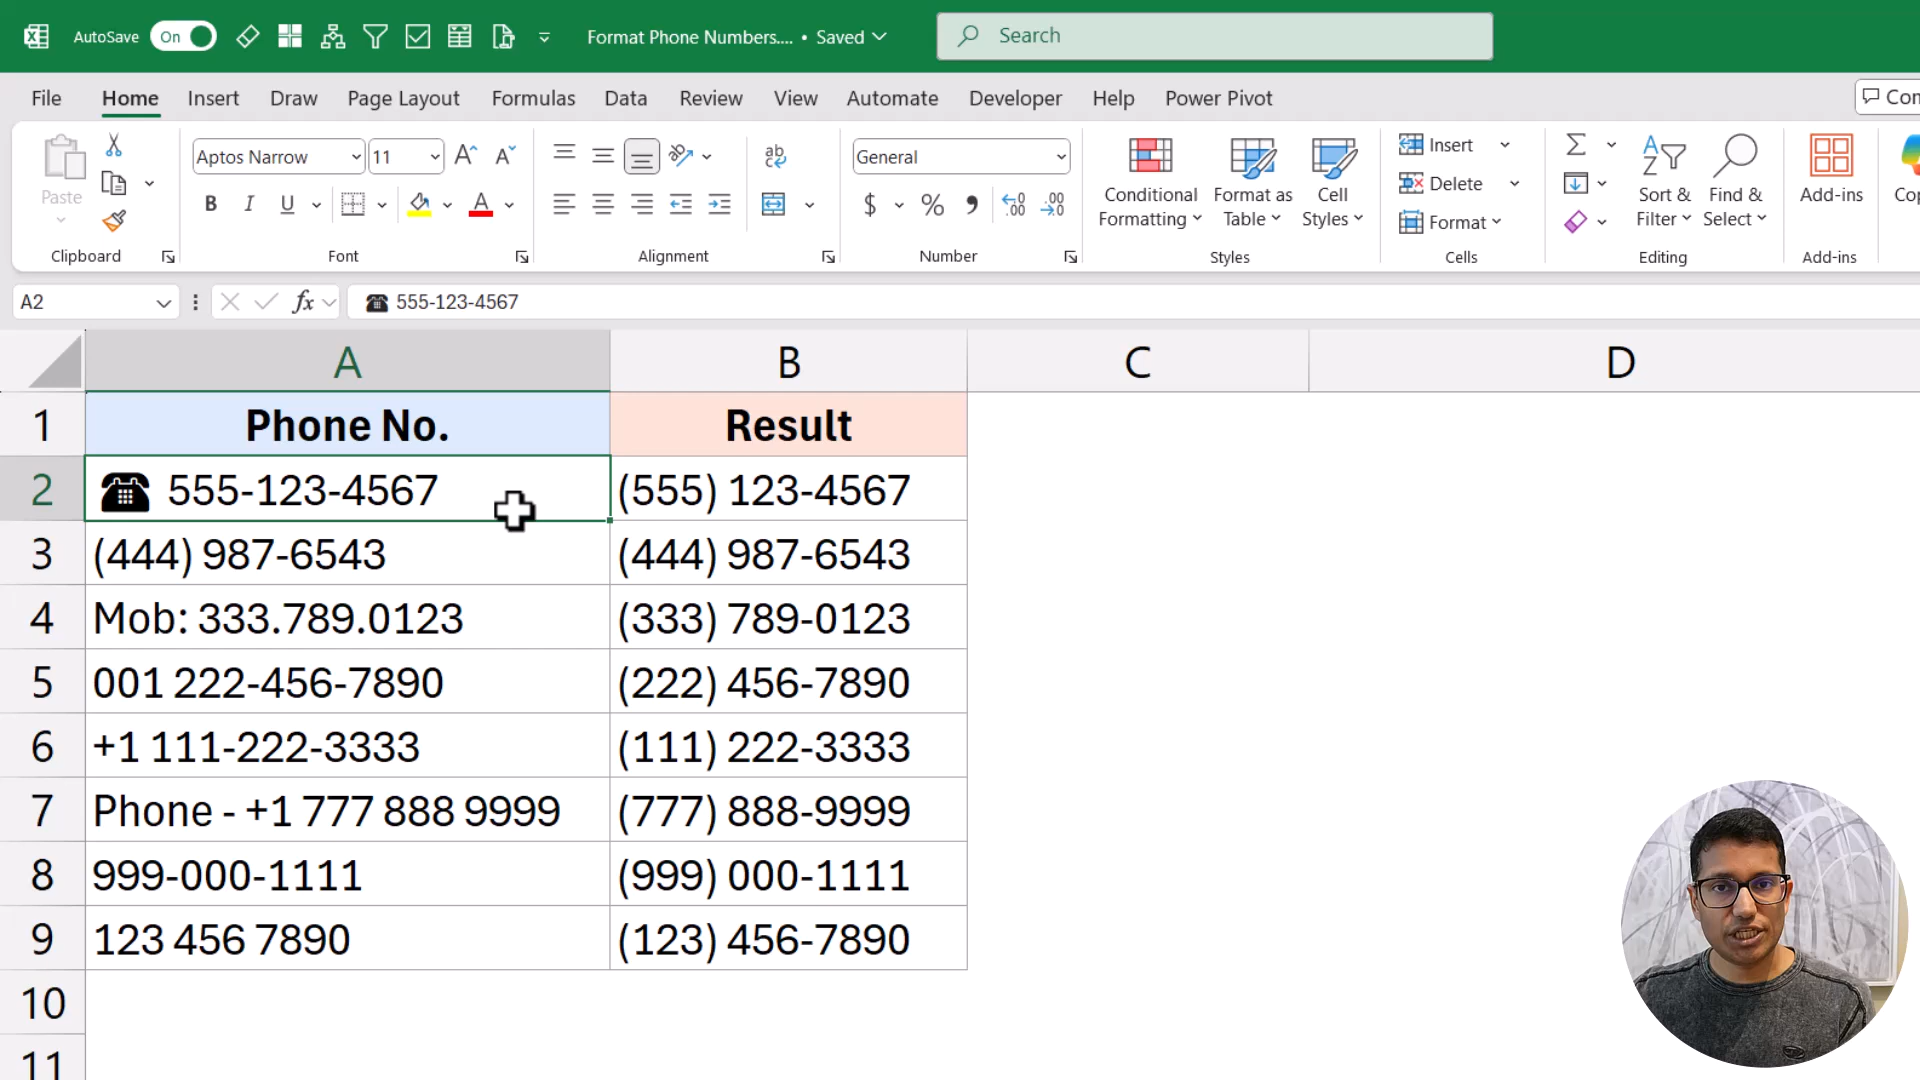 AutoSave On Format Phone Numbers.... • Saved Search
File Home Insert Draw Page Layout Formulas Data Review View Automate Developer Help Power Pivot
Aptos Narrow 11 General
Paste
B I U $ %
Conditional Formatting
Format as Table
Cell Styles
Insert
Delete
Format
Sort & Filter
Find & Select
Add-ins
Clipboard Font Alignment Number Styles Cells Editing Add-ins
A2 fx ☎ 555-123-4567
A B C D
1 Phone No. Result
2 ☎ 555-123-4567 (555) 123-4567
3 (444) 987-6543 (444) 987-6543
4 Mob: 333.789.0123 (333) 789-0123
5 001 222-456-7890 (222) 456-7890
6 +1 111-222-3333 (111) 222-3333
7 Phone - +1 777 888 9999 (777) 888-9999
8 999-000-1111 (999) 000-1111
9 123 456 7890 (123) 456-7890
10
11